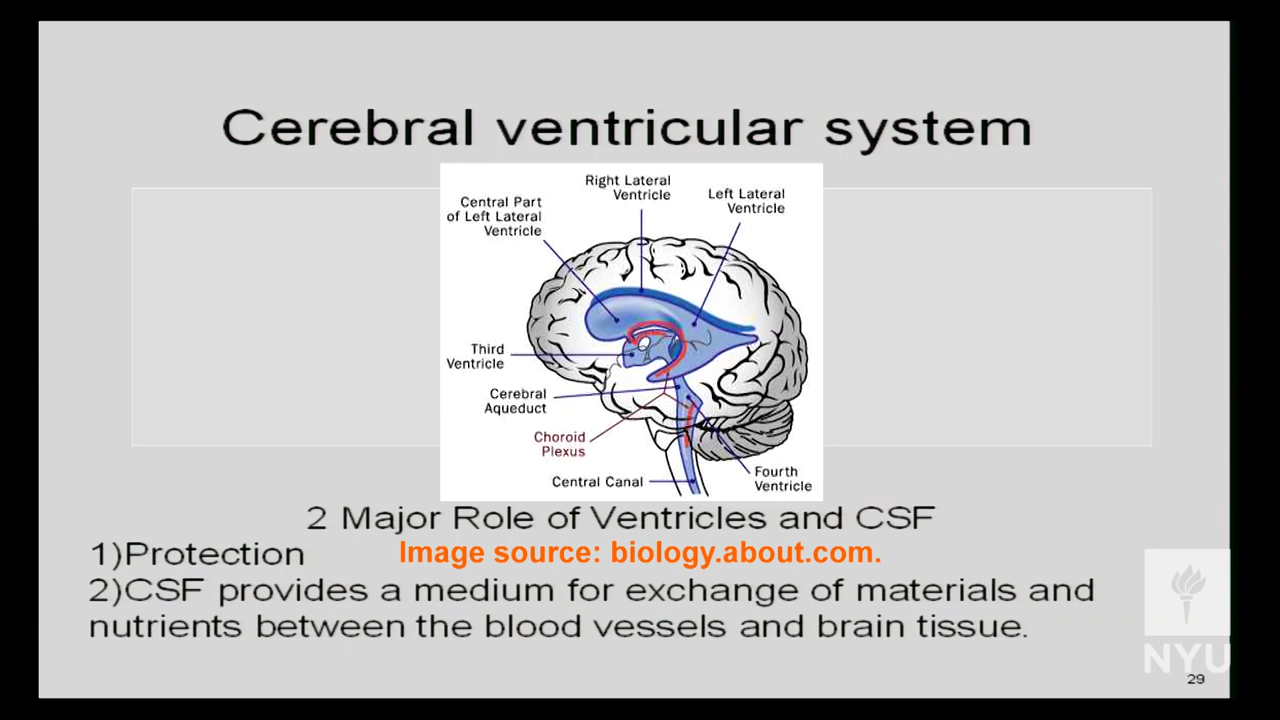 Cerebral ventricular system
Right Lateral
Ventricle
Left Lateral
Ventricle
Central Part
of Left Lateral
Ventricle
Third
Ventricle
Cerebral
Aqueduct
Choroid
Plexus
Central Canal
Fourth
Ventricle
2 Major Role of Ventricles and CSF
1)Protection
Image source: biology.about.com.
2)CSF provides a medium for exchange of materials and
nutrients between the blood vessels and brain tissue.
NYU
29